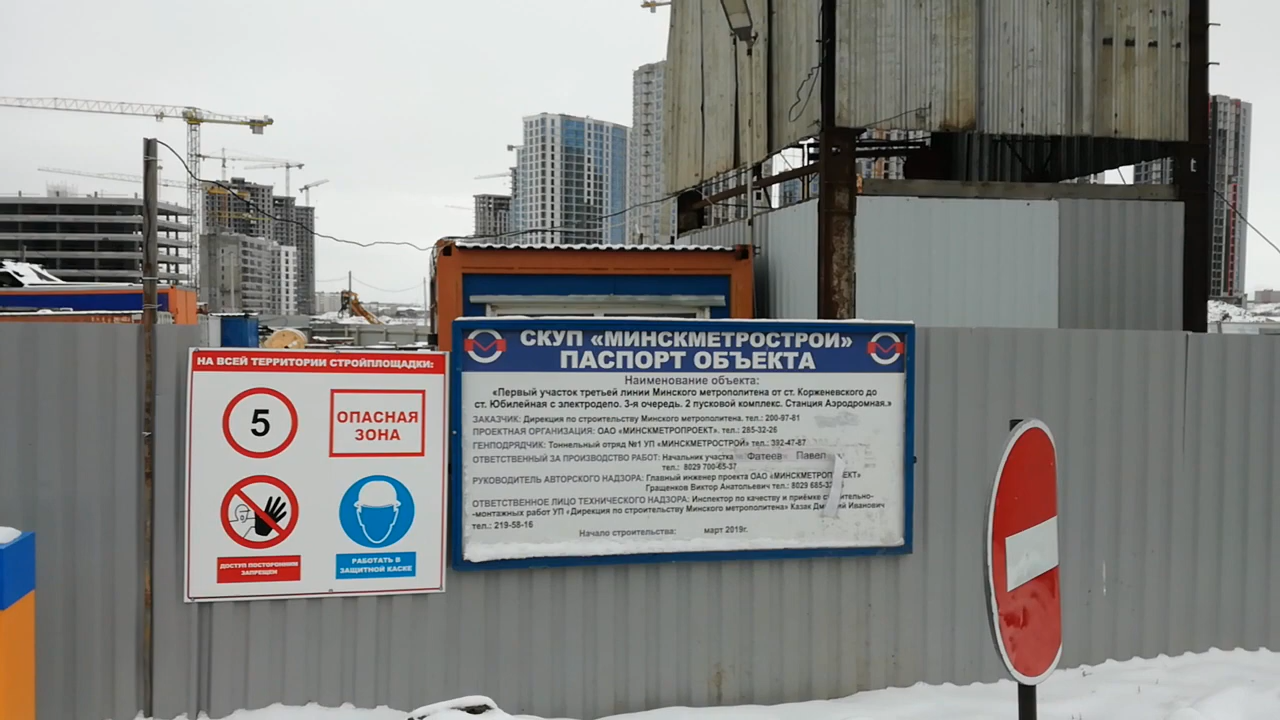 НА ВСЕЙ ТЕРРИТОРИИ СТРОЙПЛОЩАДКИ:
5
ОПАСНАЯ
ЗОНА
ДОСТУП ПОСТОРОННИМ
ЗАПРЕЩЕН
РАБОТАТЬ В
ЗАЩИТНОЙ КАСКЕ
СКУП «МИНСКМЕТРОСТРОЙ»
ПАСПОРТ ОБЪЕКТА
Наименование объекта:
«Первый участок третьей линии Минского метрополитена от ст. Корженевского до
ст. Юбилейная с электродепо. 3-я очередь. 2 пусковой комплекс. Станция Аэродромная.»
ЗАКАЗЧИК: Дирекция по строительству Минского метрополитена. тел.: 200-97-81
ПРОЕКТНАЯ ОРГАНИЗАЦИЯ: ОАО «МИНСКМЕТРОПРОЕКТ». тел.: 285-32-26
ГЕНПОДРЯДЧИК: Тоннельный отряд №1 УП «МИНСКМЕТРОСТРОЙ» тел.: 392-47-87
ОТВЕТСТВЕННЫЙ ЗА ПРОИЗВОДСТВО РАБОТ: Начальник участка Фатеев Павел
тел.: 8029 700-65-37
РУКОВОДИТЕЛЬ АВТОРСКОГО НАДЗОРА: Главный инженер проекта ОАО «МИНСКМЕТРОПРОЕКТ»
Гращенков Виктор Анатольевич тел.: 8029
ОТВЕТСТВЕННОЕ ЛИЦО ТЕХНИЧЕСКОГО НАДЗОРА: Инспектор по качеству и приёмке строительно-
-монтажных работ УП «Дирекция по строительству Минского метрополитена» Казак Дмитрий Иванович
тел.: 219-58-16
Начало строительства: март 2019г.